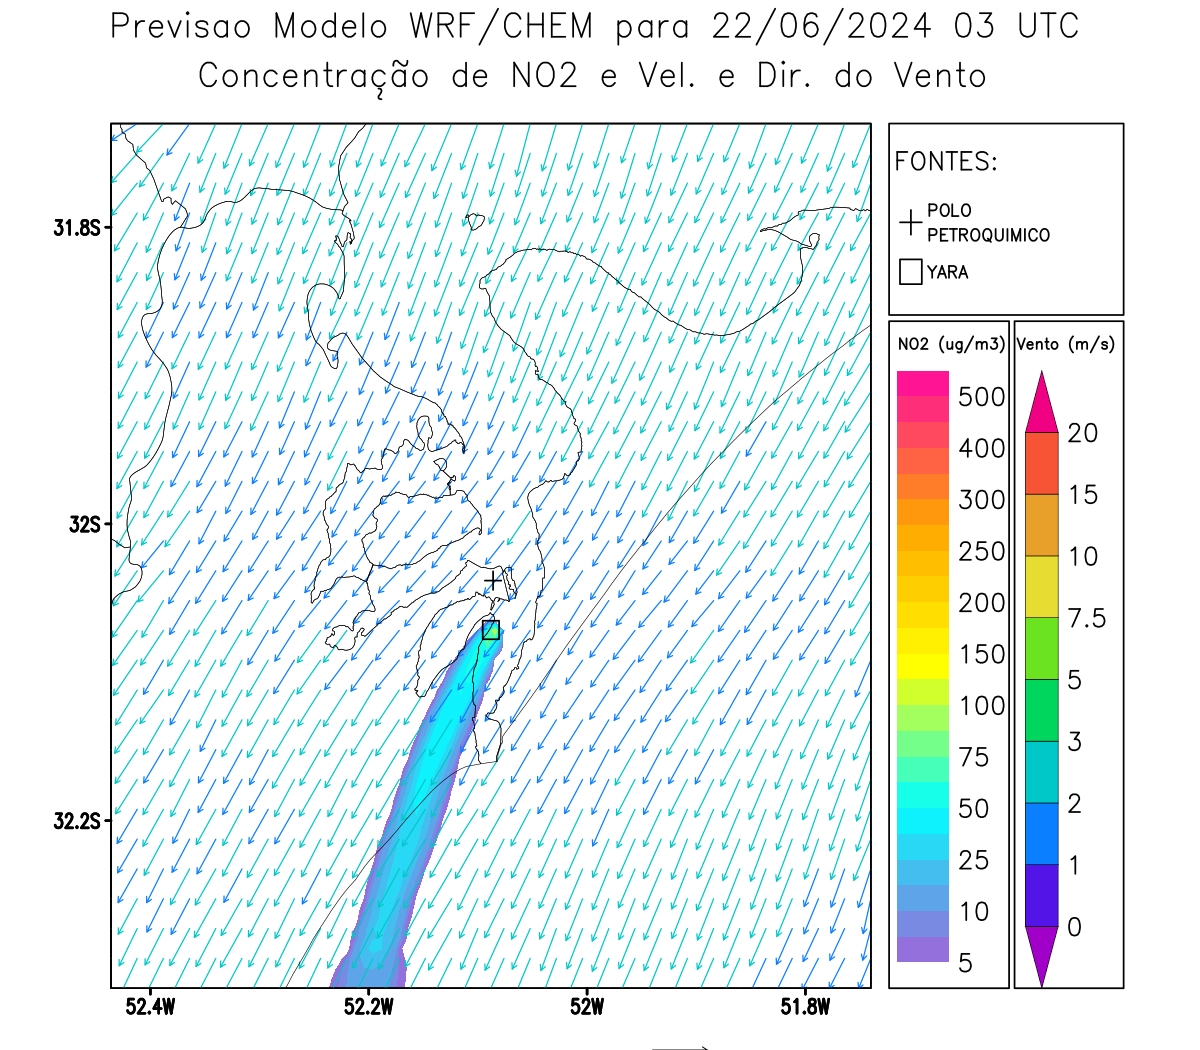 Previsao Modelo WRF/CHEM para 22/06/2024 03 UTC
Concentração de NO2 e Vel. e Dir. do Vento
FONTES:
POLO
PETROQUIMICO
YARA
NO2 (ug/m3)
500
400
300
250
200
150
100
75
50
25
10
5
Vento (m/s)
20
15
10
7.5
5
3
2
1
0
31.8S
32S
32.2S
52.4W
52.2W
52W
51.8W